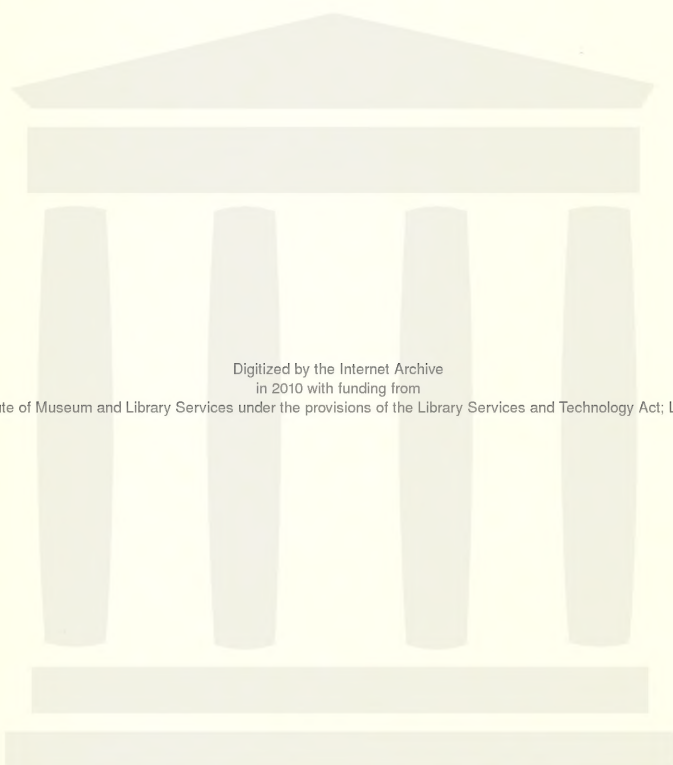 Digitized by the Internet Archive
in 2010 with funding from
of Museum and Library Services under the provisions of the Library Services and Technology Act;